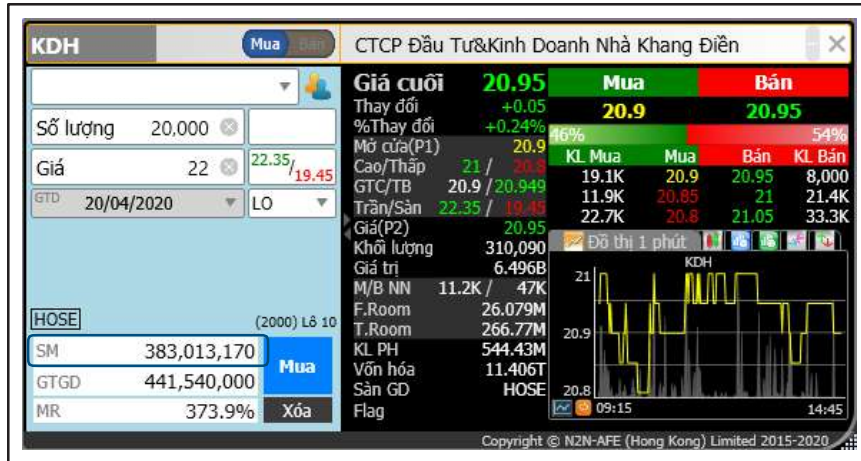 KDH Mua Bán CTCP Đầu Tư&Kinh Doanh Nhà Khang Điền
Số lượng 20,000
Giá 22 22.35/19.45
GTD 20/04/2020 LO
HOSE (2000) Lô 10
SM 383,013,170
GTGD 441,540,000
MR 373.9%
Mua
Xóa
Giá cuối 20.95
Thay đổi +0.05
%Thay đổi +0.24%
Mở cửa(P1) 20.9
Cao/Thấp 21 / 20.8
GTC/TB 20.9 / 20.949
Trần/Sàn 22.35 / 19.45
Giá(P2) 20.95
Khối lượng 310,090
Giá trị 6.496B
M/B NN 11.2K / 47K
F.Room 26.079M
T.Room 266.77M
KL PH 544.43M
Vốn hóa 11.406T
Sàn GD HOSE
Flag
Mua Bán
20.9 20.95
46% 54%
KL Mua Mua Bán KL Bán
19.1K 20.9 20.95 8,000
11.9K 20.85 21 21.4K
22.7K 20.8 21.05 33.3K
Đồ thi 1 phút
KDH
21
20.9
20.8
09:15 14:45
Copyright © N2N-AFE (Hong Kong) Limited 2015-2020